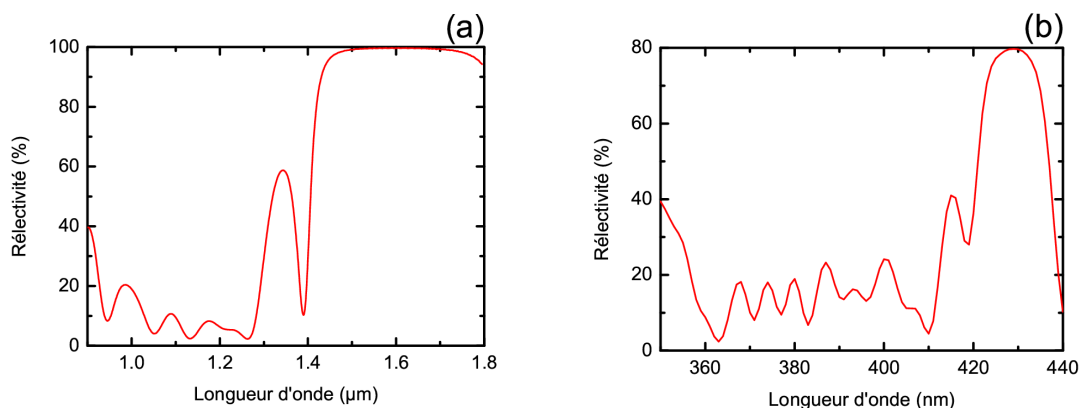 (a)
100
80
60
40
20
0
Rélectivité (%)
1.0 1.2 1.4 1.6 1.8
Longueur d'onde (µm)
(b)
80
60
40
20
0
Rélectivité (%)
360 380 400 420 440
Longueur d'onde (nm)